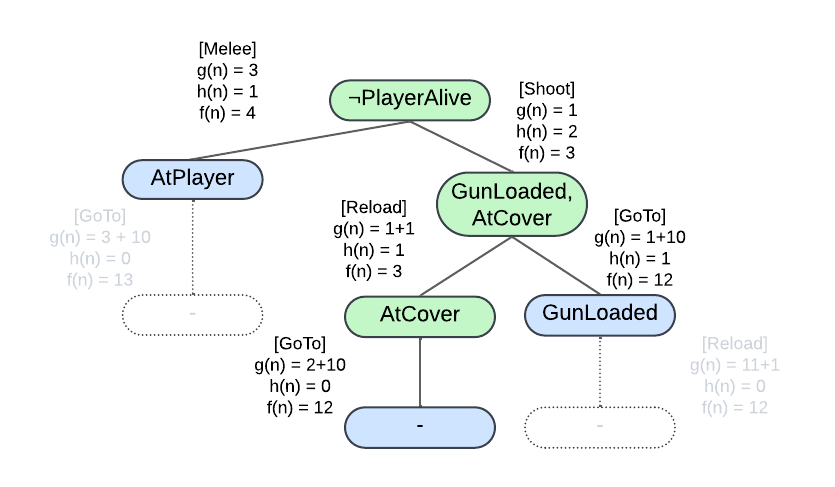 [Melee]
g(n) = 3
h(n) = 1
f(n) = 4
¬PlayerAlive
[Shoot]
g(n) = 1
h(n) = 2
f(n) = 3
AtPlayer
GunLoaded,
AtCover
[GoTo]
g(n) = 3 + 10
h(n) = 0
f(n) = 13
[Reload]
g(n) = 1+1
h(n) = 1
f(n) = 3
[GoTo]
g(n) = 1+10
h(n) = 1
f(n) = 12
-
AtCover
GunLoaded
[GoTo]
g(n) = 2+10
h(n) = 0
f(n) = 12
[Reload]
g(n) = 11+1
h(n) = 0
f(n) = 12
-
-